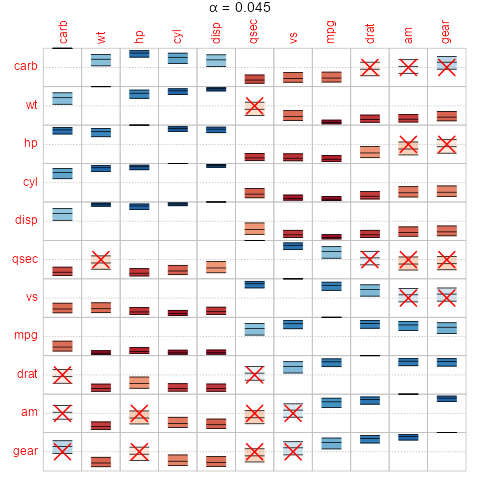 α = 0.045
carb wt hp cyl disp qsec vs mpg drat am gear
carb
wt
hp
cyl
disp
qsec
vs
mpg
drat
am
gear